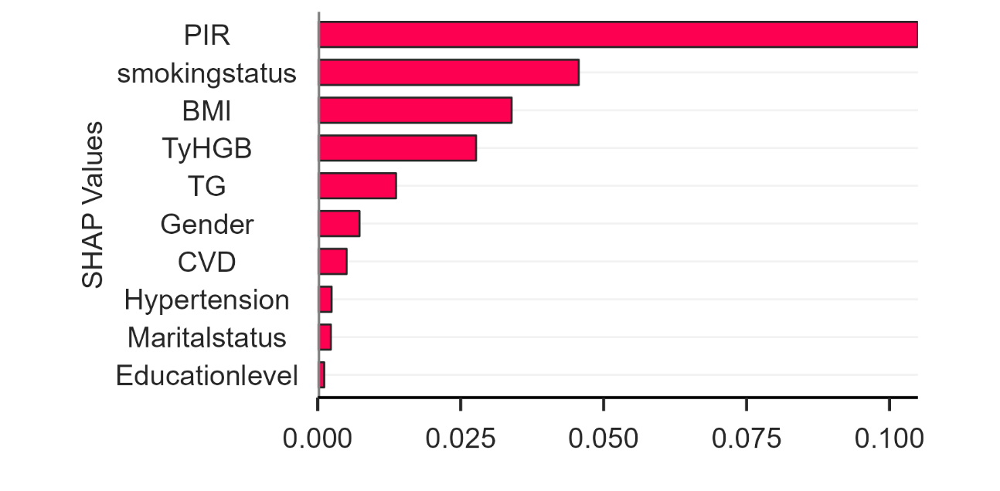 PIR
smokingstatus
BMI
TyHGB
TG
Gender
CVD
Hypertension
Maritalstatus
Educationlevel
SHAP Values
0.000 0.025 0.050 0.075 0.100